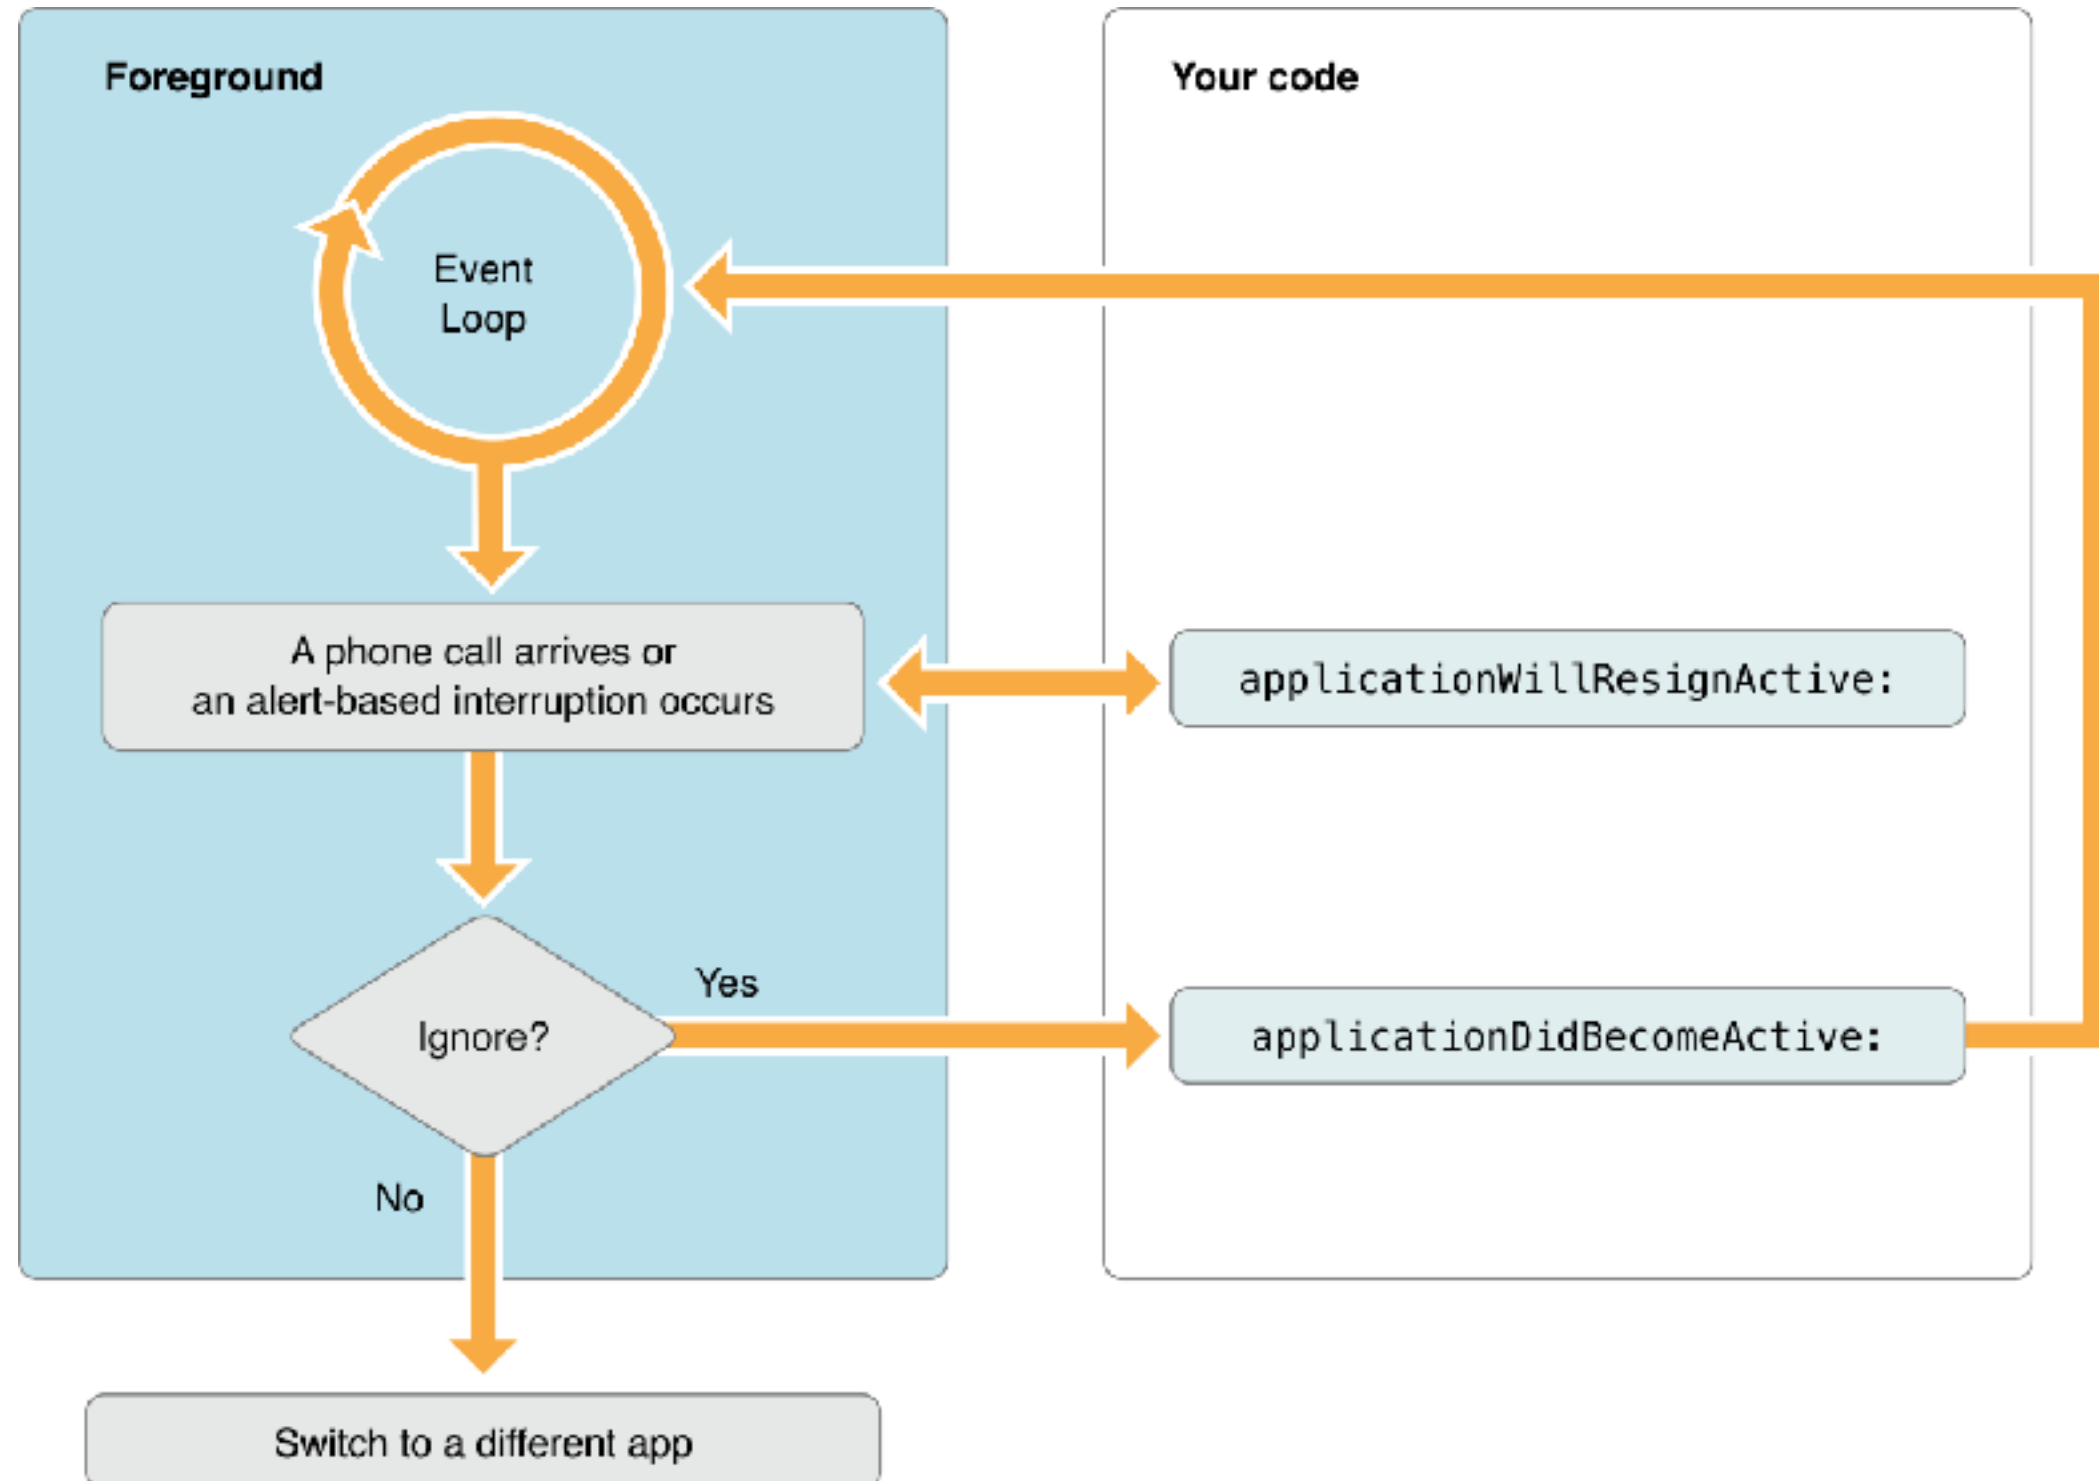 Foreground
Your code
Event
Loop
A phone call arrives or
an alert-based interruption occurs
applicationWillResignActive:
Yes
Ignore?
applicationDidBecomeActive:
No
Switch to a different app